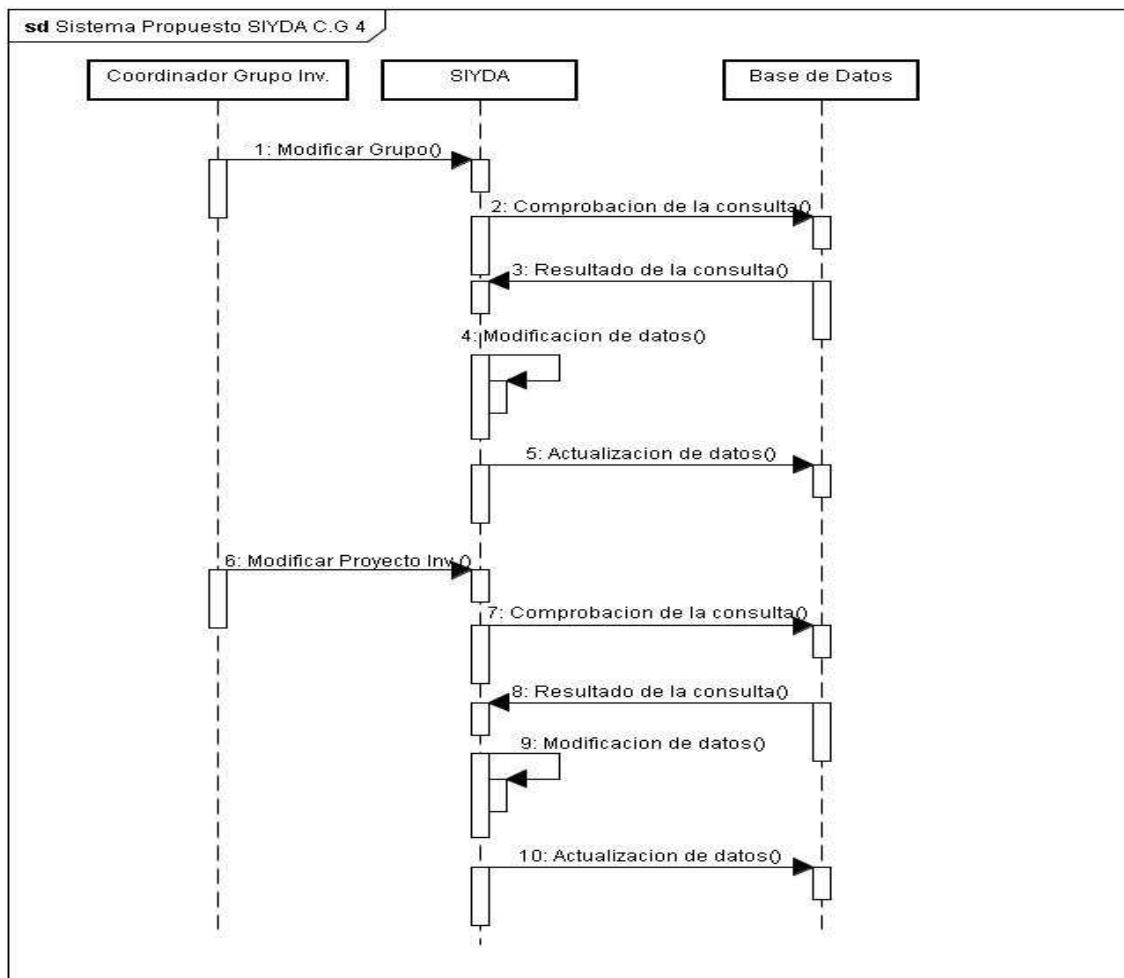 sd Sistema Propuesto SIYDA C.G 4
Coordinador Grupo Inv.
SIYDA
Base de Datos
1: Modificar Grupo()
2: Comprobacion de la consulta()
3: Resultado de la consulta()
4: Modificacion de datos()
5: Actualizacion de datos()
6: Modificar Proyecto Inv.()
7: Comprobacion de la consulta()
8: Resultado de la consulta()
9: Modificacion de datos()
10: Actualizacion de datos()